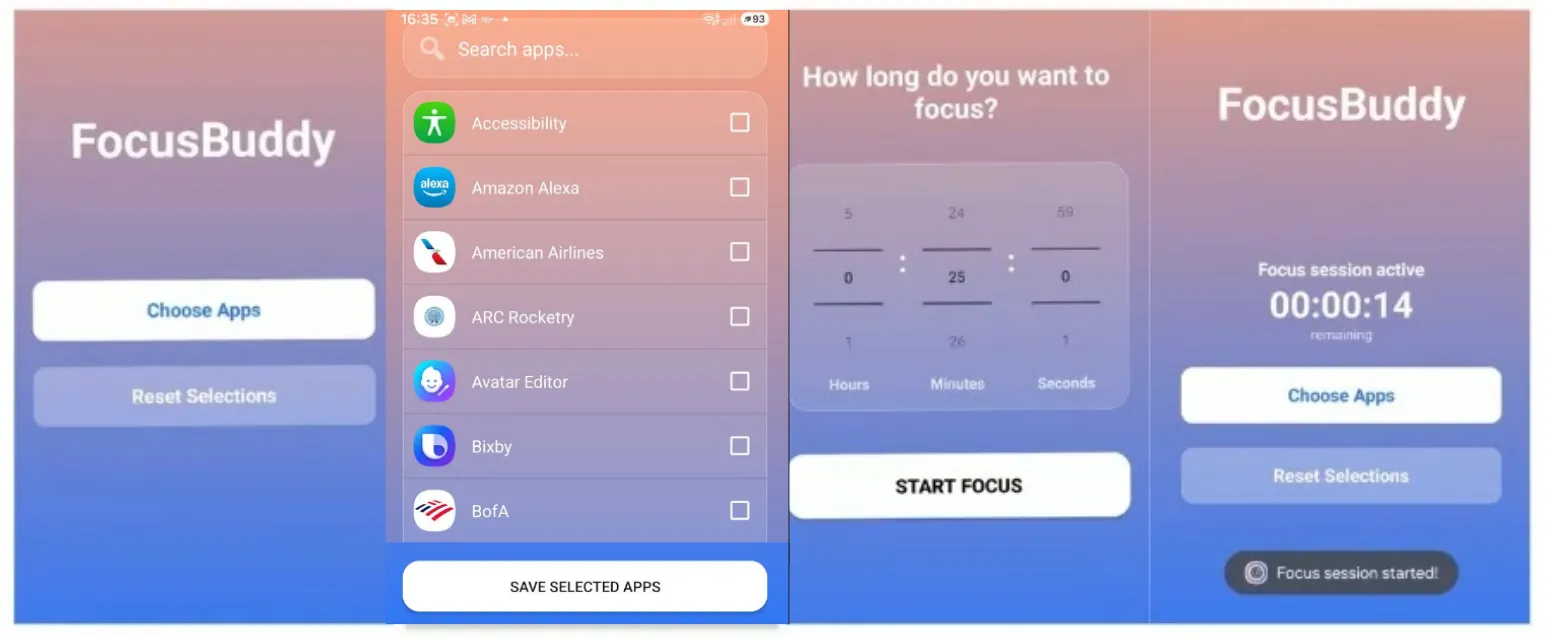 FocusBuddy
Choose Apps
Reset Selections
16:35
93
Search apps...
Accessibility
alexa
Amazon Alexa
American Airlines
ARC Rocketry
Avatar Editor
Bixby
BofA
SAVE SELECTED APPS
How long do you want to
focus?
5 24 59
0 : 25 : 0
1 26 1
Hours Minutes Seconds
START FOCUS
FocusBuddy
Focus session active
00:00:14
remaining
Choose Apps
Reset Selections
Focus session started!